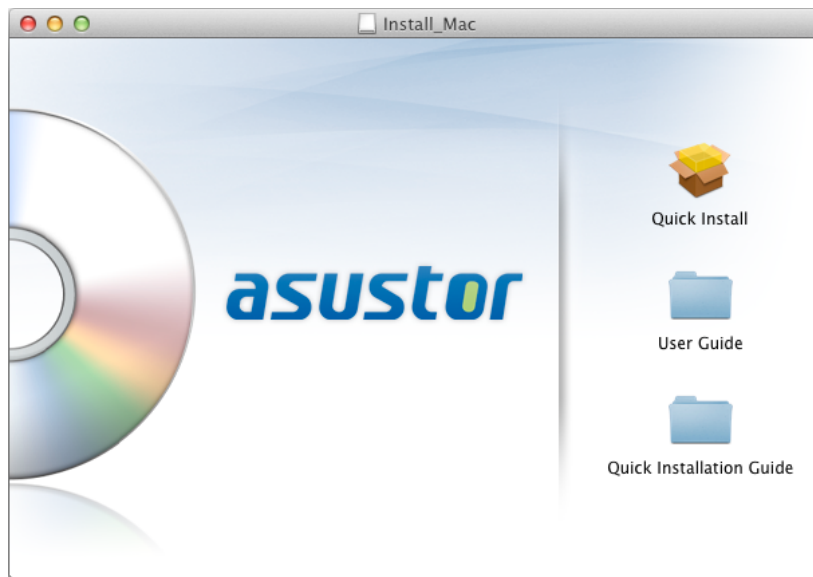 Install_Mac
asustor
Quick Install
User Guide
Quick Installation Guide